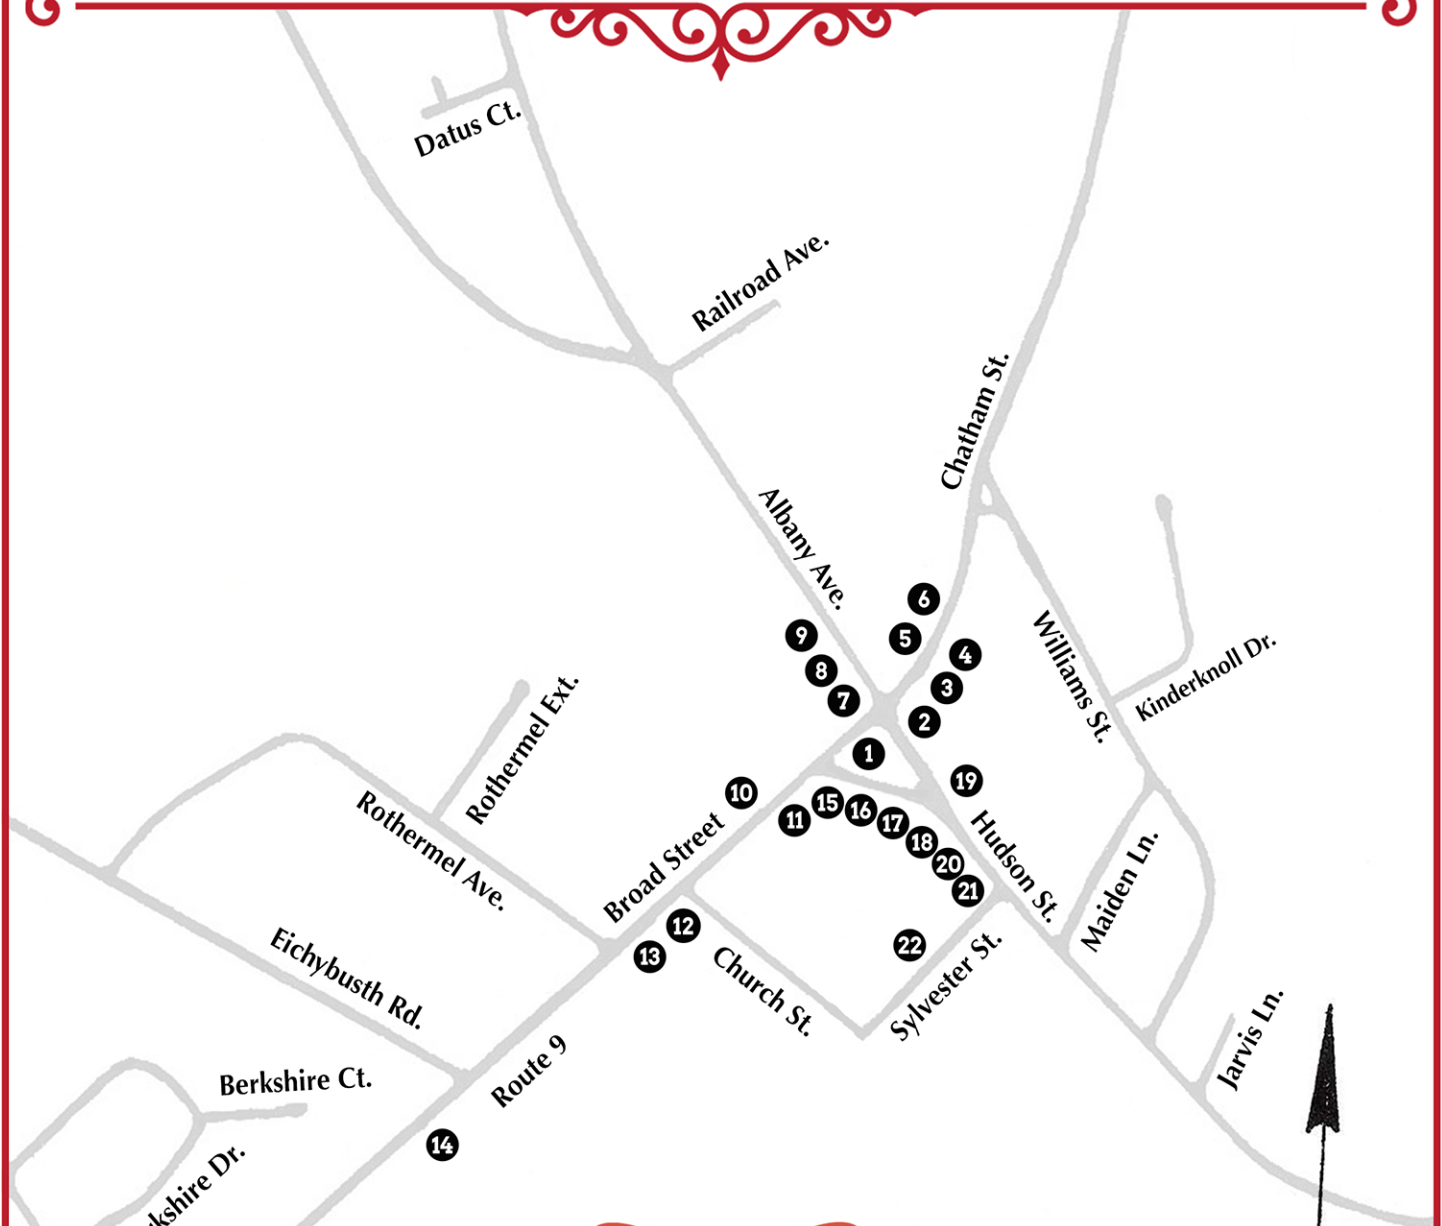 Datus Ct.
Railroad Ave.
Chatham St.
Albany Ave.
6
9
5
4
8
3
7
2
Williams St.
Kinderknoll Dr.
Rothermel Ext.
1
19
10
15
16
11
17
18
20
21
Rothermel Ave.
Broad Street
Hudson St.
Maiden Ln.
12
13
22
Church St.
Sylvester St.
Eichybusth Rd.
Route 9
Jarvis Ln.
Berkshire Ct.
14
kshire Dr.